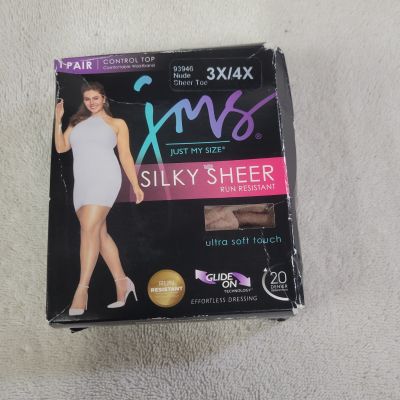 1 PAIR
CONTROL TOP
Comfortable Waistband
93946
Nude
Sheer Toe
3X/4X
jms®
JUST MY SIZE®
SILKY SHEER
RUN RESISTANT
ultra soft touch
RUN
RESISTANT
GLIDE
ON
TECHNOLOGY
EFFORTLESS DRESSING
20
DENIER